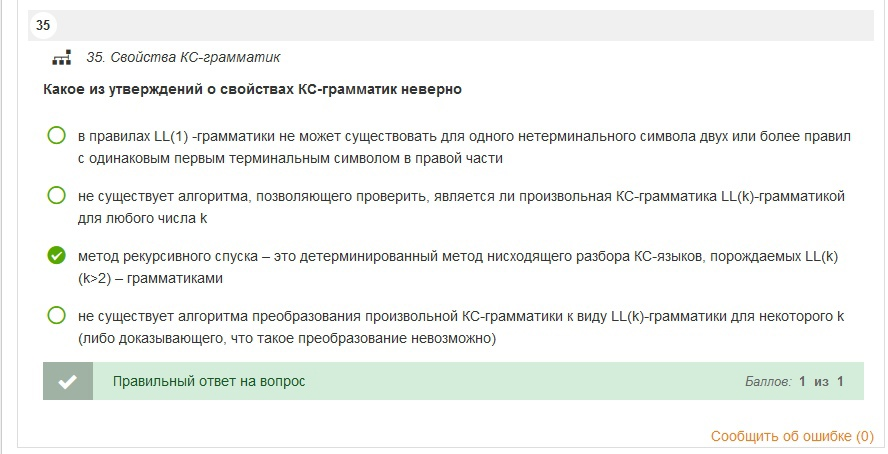 35
35. Свойства КС-грамматик
Какое из утверждений о свойствах КС-грамматик неверно
в правилах LL(1) -грамматики не может существовать для одного нетерминального символа двух или более правил
с одинаковым первым терминальным символом в правой части
не существует алгоритма, позволяющего проверить, является ли произвольная КС-грамматика LL(k)-грамматикой
для любого числа k
метод рекурсивного спуска – это детерминированный метод нисходящего разбора КС-языков, порождаемых LL(k)
(k>2) – грамматиками
не существует алгоритма преобразования произвольной КС-грамматики к виду LL(k)-грамматики для некоторого k
(либо доказывающего, что такое преобразование невозможно)
Правильный ответ на вопрос
Баллов: 1 из 1
Сообщить об ошибке (0)